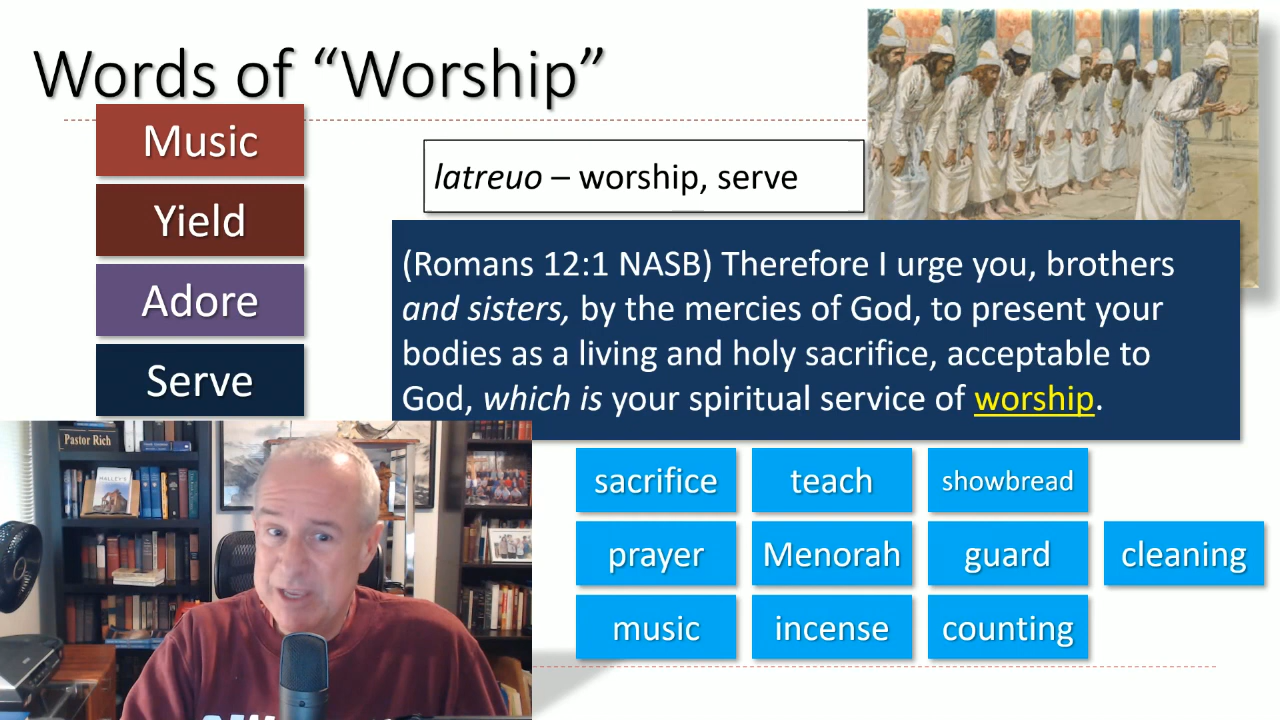 Words of “Worship”
Music
Yield
Adore
Serve
latreuo – worship, serve
(Romans 12:1 NASB) Therefore I urge you, brothers
and sisters, by the mercies of God, to present your
bodies as a living and holy sacrifice, acceptable to
God, which is your spiritual service of worship.
sacrifice teach showbread
prayer Menorah guard cleaning
music incense counting
Pastor Rich
HALLEY'S